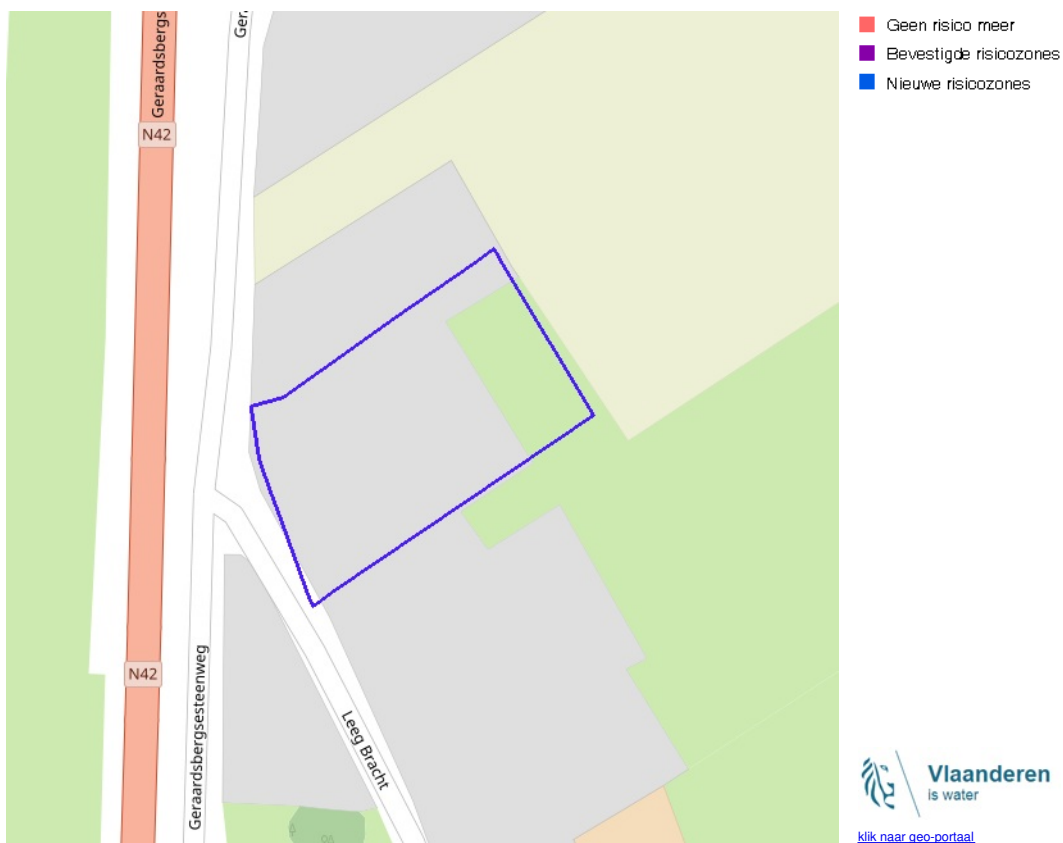 Geraardsbergs
Gera
N42
N42
Geraardsbergsesteenweg
Leeg Bracht
Geen risico meer
Bevestigde risicozones
Nieuwe risicozones
Vlaanderen
is water
klik naar geo-portaal